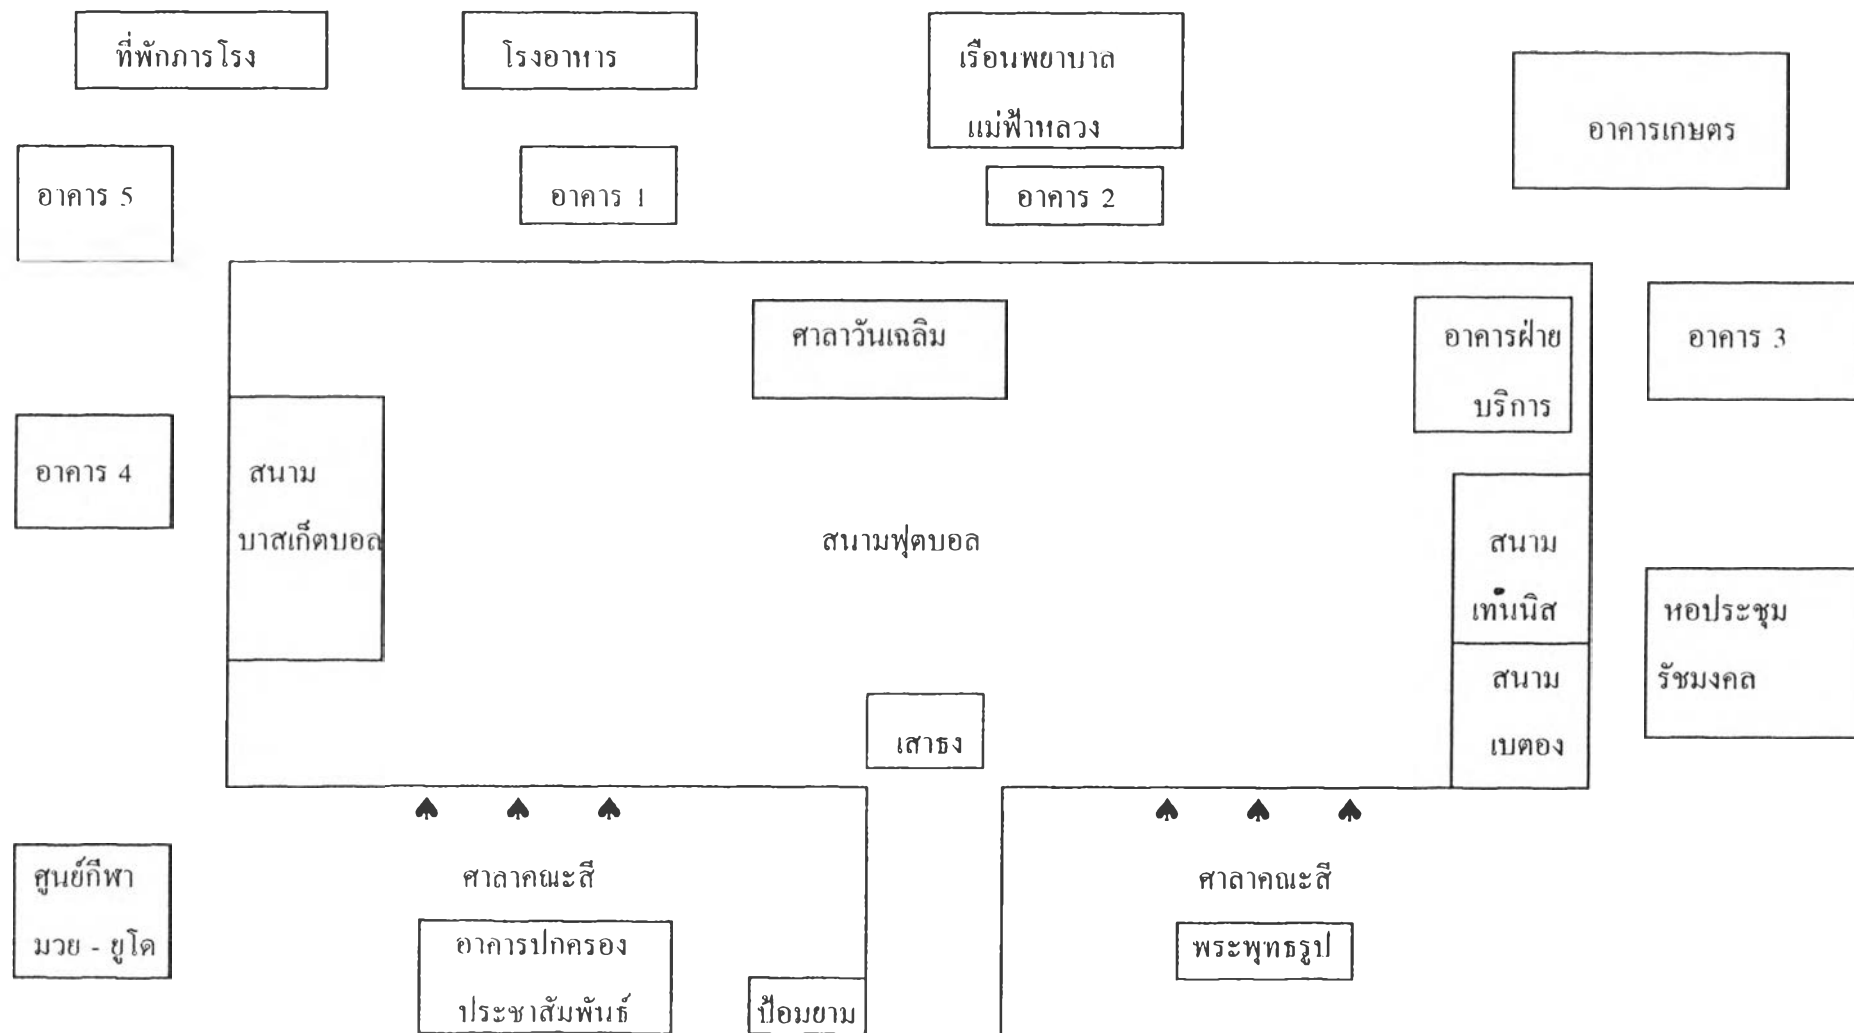 ที่พักภารโรง
โรงอาหาร
เรือนพยาบาล
แม่ฟ้าหลวง
อาคารเกษตร
อาคาร 5
อาคาร 1
อาคาร 2
ศาลาวันเฉลิม
อาคารฝ่าย
บริการ
อาคาร 3
อาคาร 4
สนาม
บาสเก็ตบอล
สนามฟุตบอล
สนาม
เท้นนิส
หอประชุม
รัชมงคล
สนาม
เบตอง
เสาธง
ศูนย์กีฬา
มวย - ยูโด
ศาลาคณะสี
ศาลาคณะสี
อาคารปกครอง
ประชาสัมพันธ์
ป้อมยาม
พระพุทธรูป